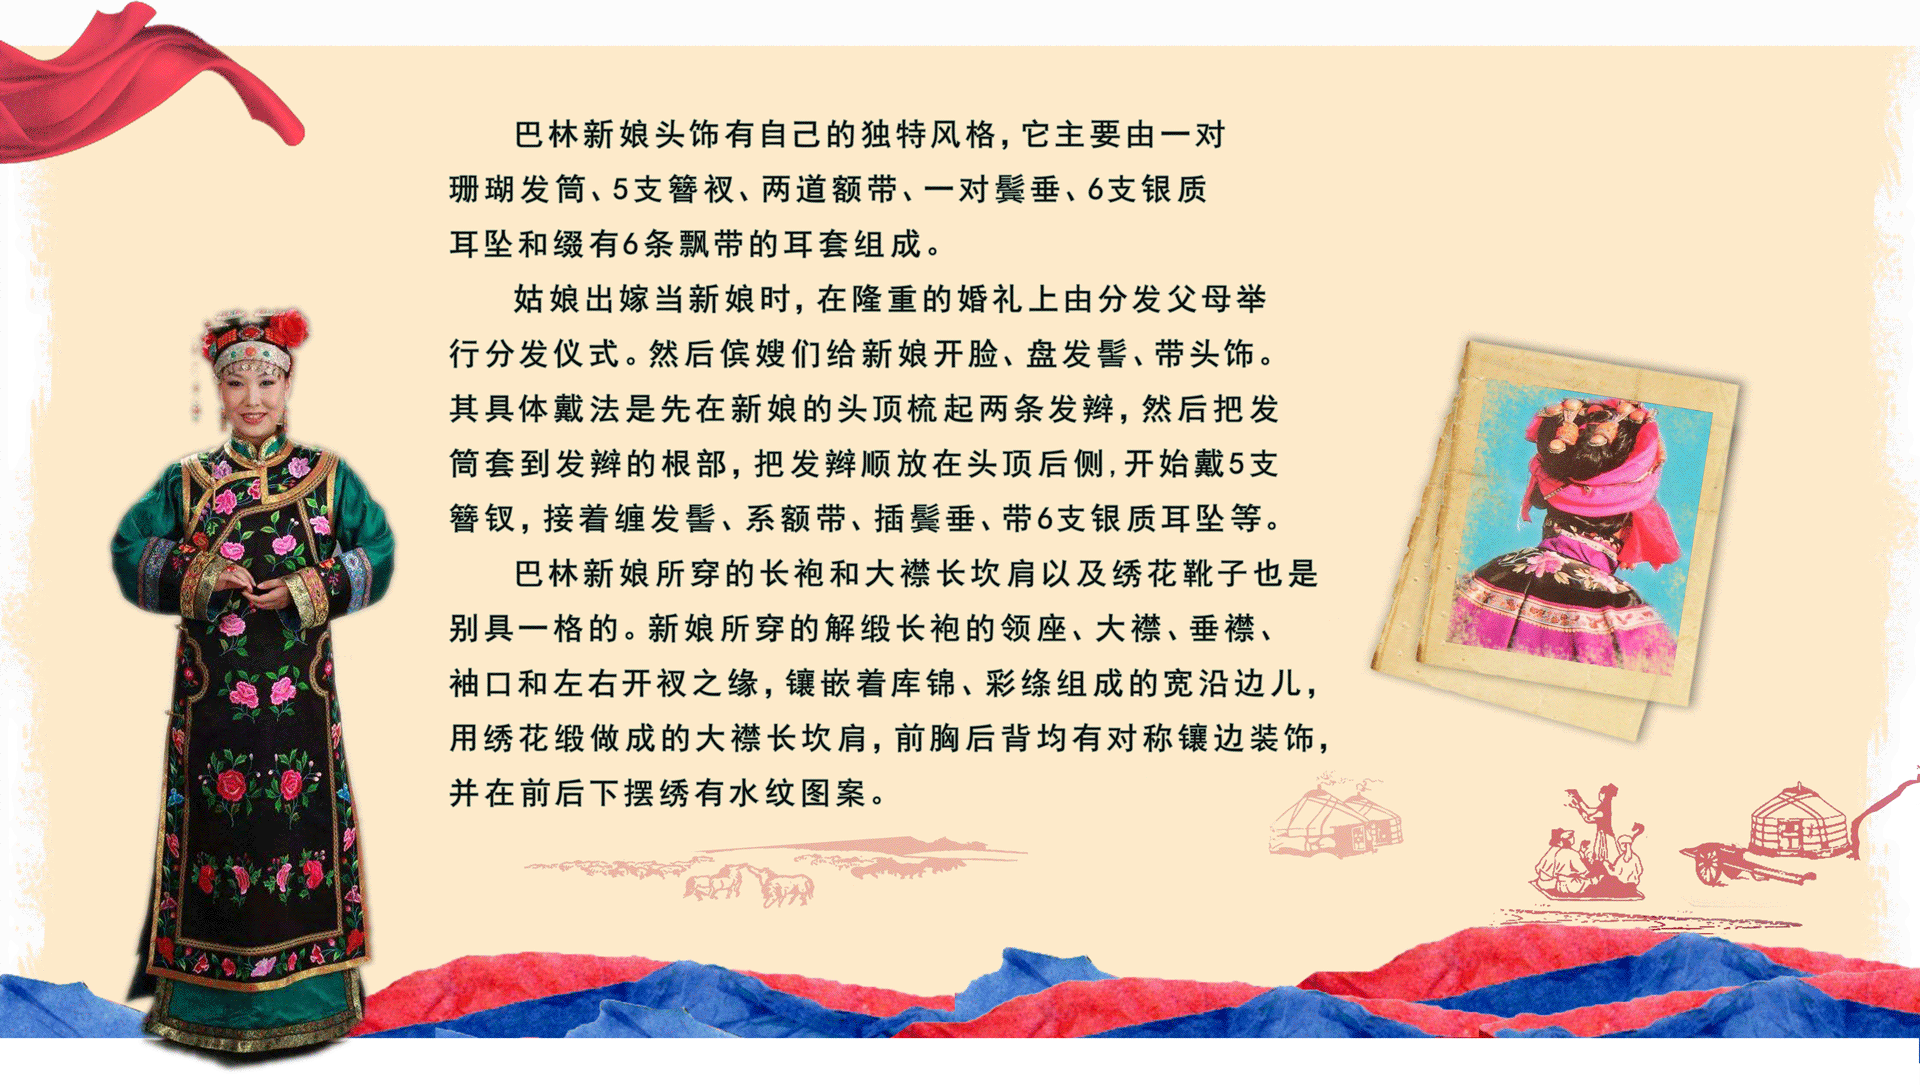 巴林新娘头饰有自己的独特风格，它主要由一对
珊瑚发筒、5支簪衩、两道额带、一对鬓垂、6支银质
耳坠和缀有6条飘带的耳套组成。
姑娘出嫁当新娘时，在隆重的婚礼上由分发父母举
行分发仪式。然后傧嫂们给新娘开脸、盘发髻、带头饰。
其具体戴法是先在新娘的头顶梳起两条发辫，然后把发
筒套到发辫的根部，把发辫顺放在头顶后侧，开始戴5支
簪钗，接着缠发髻、系额带、插鬓垂、带6支银质耳坠等。
巴林新娘所穿的长袍和大襟长坎肩以及绣花靴子也是
别具一格的。新娘所穿的解缎长袍的领座、大襟、垂襟、
袖口和左右开衩之缘，镶嵌着库锦、彩绦组成的宽沿边儿，
用绣花缎做成的大襟长坎肩，前胸后背均有对称镶边装饰，
并在前后下摆绣有水纹图案。